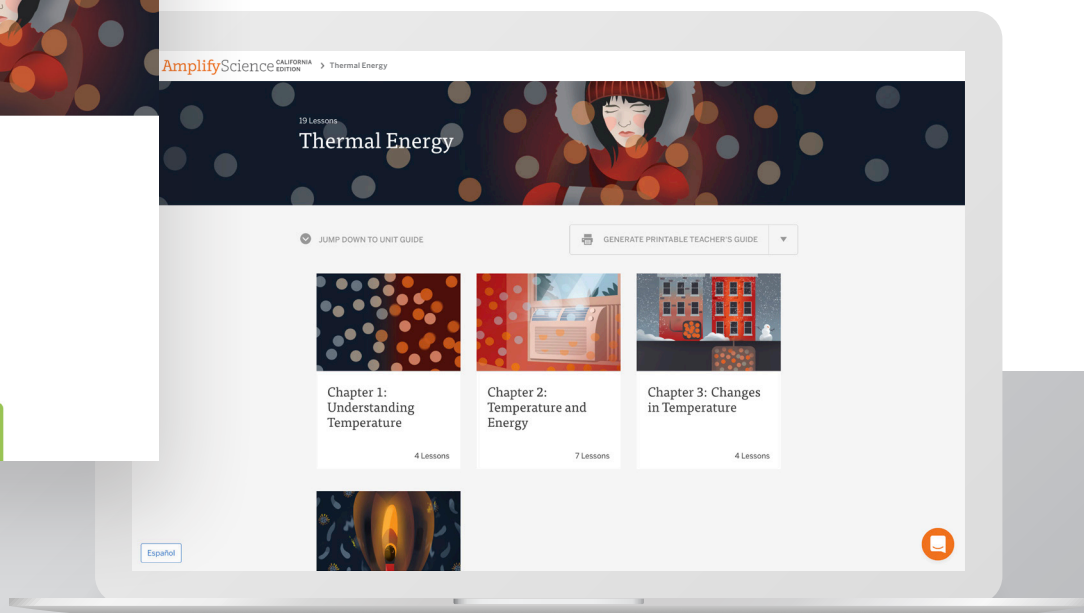 AmplifyScience CALIFORNIA EDITION > Thermal Energy
19 Lessons
Thermal Energy
JUMP DOWN TO UNIT GUIDE
GENERATE PRINTABLE TEACHER'S GUIDE
Chapter 1:
Understanding
Temperature
4 Lessons
Chapter 2:
Temperature and
Energy
7 Lessons
Chapter 3: Changes
in Temperature
4 Lessons
Español